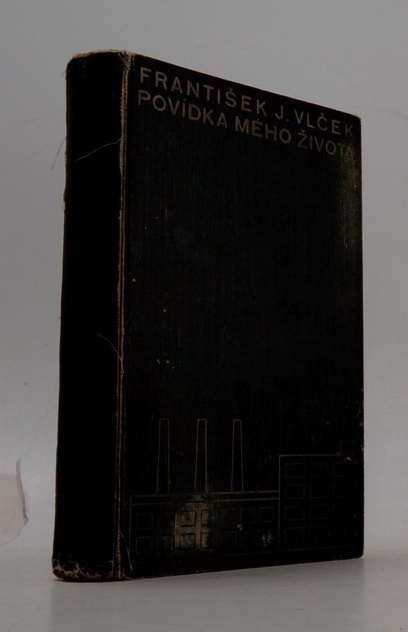 FRANTIŠEK J. VLČEK
POVÍDKA MÉHO ŽIVOTA